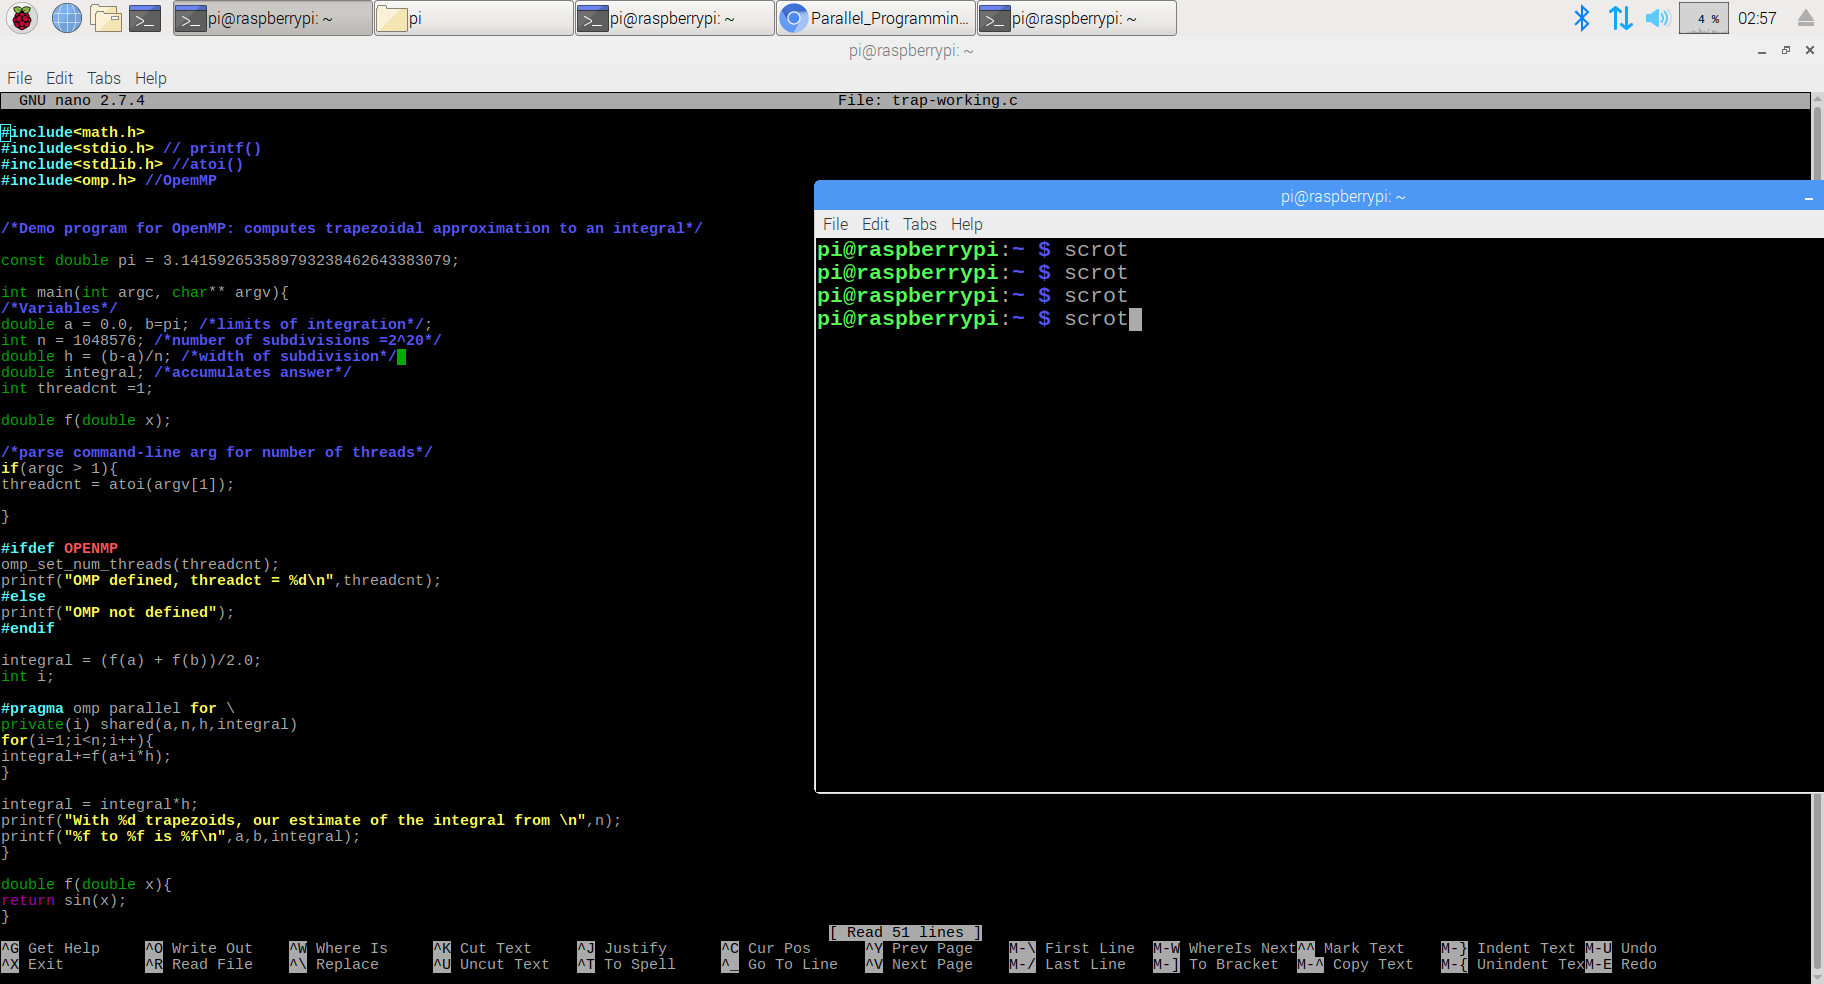 pi@raspberrypi: ~ pi pi@raspberrypi: ~ Parallel_Programmin... pi@raspberrypi: ~ 4 % 02:57
pi@raspberrypi: ~
File Edit Tabs Help
GNU nano 2.7.4 File: trap-working.c
#include<math.h>
#include<stdio.h> // printf()
#include<stdlib.h> //atoi()
#include<omp.h> //OpemMP
/*Demo program for OpenMP: computes trapezoidal approximation to an integral*/
const double pi = 3.141592653589793238462643383079;
int main(int argc, char** argv){
/*Variables*/
double a = 0.0, b=pi; /*limits of integration*/;
int n = 1048576; /*number of subdivisions =2^20*/
double h = (b-a)/n; /*width of subdivision*/
double integral; /*accumulates answer*/
int threadcnt =1;
double f(double x);
/*parse command-line arg for number of threads*/
if(argc > 1){
threadcnt = atoi(argv[1]);
}
#ifdef OPENMP
omp_set_num_threads(threadcnt);
printf("OMP defined, threadct = %d\n",threadcnt);
#else
printf("OMP not defined");
#endif
integral = (f(a) + f(b))/2.0;
int i;
#pragma omp parallel for \
private(i) shared(a,n,h,integral)
for(i=1;i<n;i++){
integral+=f(a+i*h);
}
integral = integral*h;
printf("With %d trapezoids, our estimate of the integral from \n",n);
printf("%f to %f is %f\n",a,b,integral);
}
double f(double x){
return sin(x);
}
[ Read 51 lines ]
^G Get Help ^O Write Out ^W Where Is ^K Cut Text ^J Justify ^C Cur Pos ^Y Prev Page M-\ First Line M-W WhereIs Next ^^ Mark Text M-} Indent Text M-U Undo
^X Exit ^R Read File ^\ Replace ^U Uncut Text ^T To Spell ^_ Go To Line ^V Next Page M-/ Last Line M-] To Bracket M-^ Copy Text M-{ Unindent Tex M-E Redo
pi@raspberrypi: ~
File Edit Tabs Help
pi@raspberrypi:~ $ scrot
pi@raspberrypi:~ $ scrot
pi@raspberrypi:~ $ scrot
pi@raspberrypi:~ $ scrot